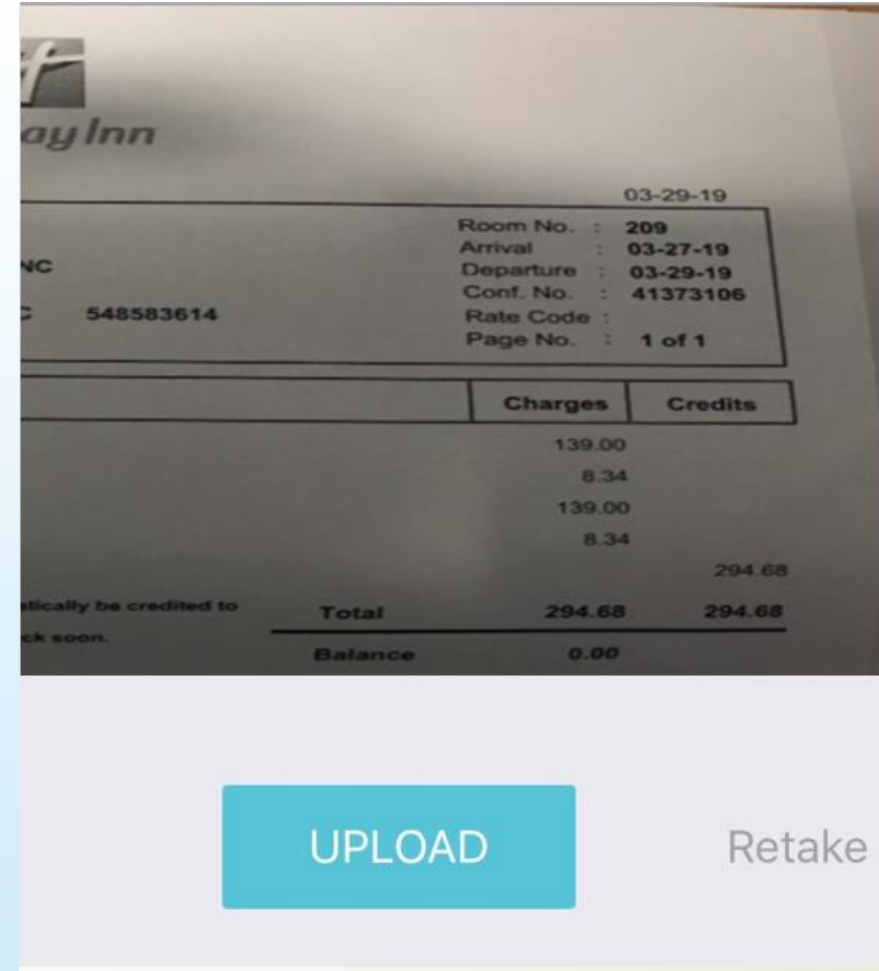 ay Inn
03-29-19
Room No. : 209
Arrival : 03-27-19
NC
Departure : 03-29-19
Conf. No. : 41373106
C 548583614
Rate Code :
Page No. : 1 of 1
Charges Credits
139.00
8.34
139.00
8.34
294.68
tically be credited to
Total 294.68 294.68
ck soon.
Balance 0.00
UPLOAD Retake